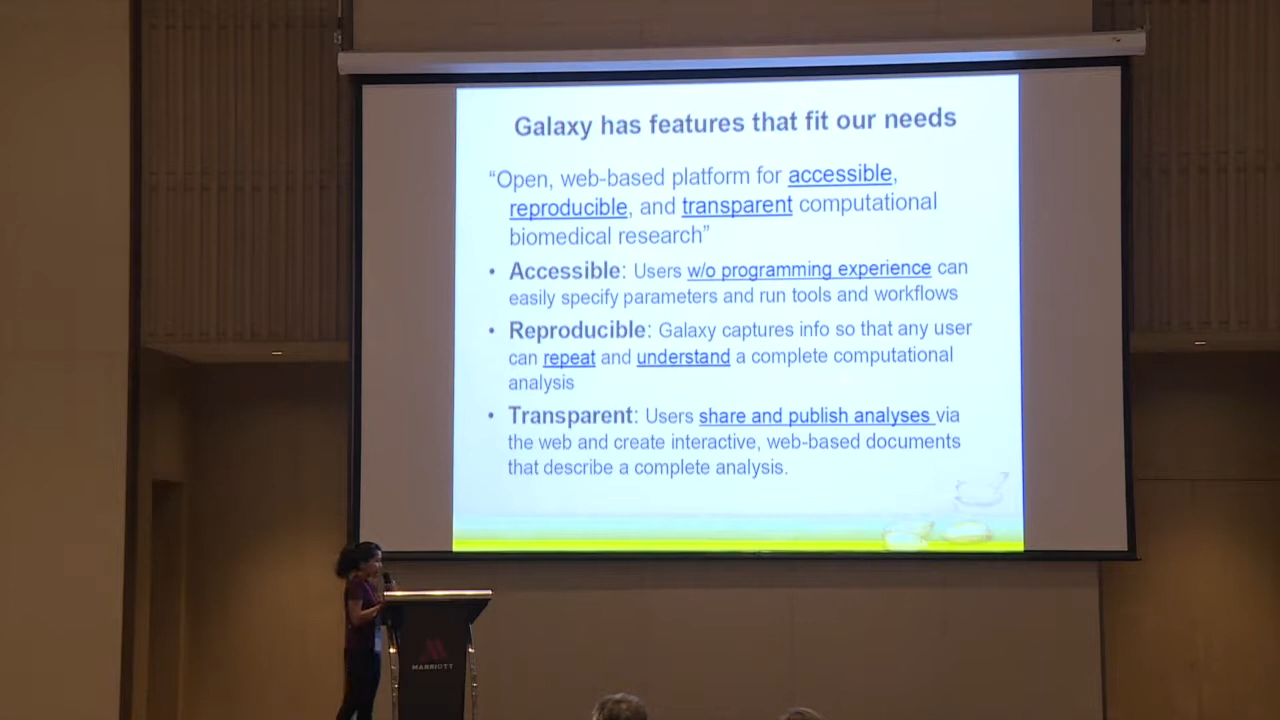 Galaxy has features that fit our needs
“Open, web-based platform for accessible,
reproducible, and transparent computational
biomedical research”
• Accessible: Users w/o programming experience can
easily specify parameters and run tools and workflows
• Reproducible: Galaxy captures info so that any user
can repeat and understand a complete computational
analysis
• Transparent: Users share and publish analyses via
the web and create interactive, web-based documents
that describe a complete analysis.
MARRIOTT